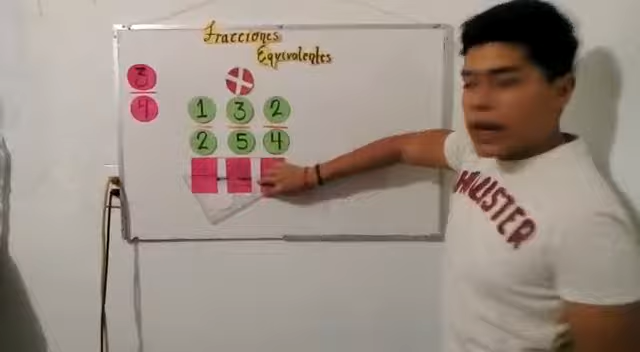 Fracciones
Equivalentes
3
4
1 3 2
2 5 4
HOLLISTER